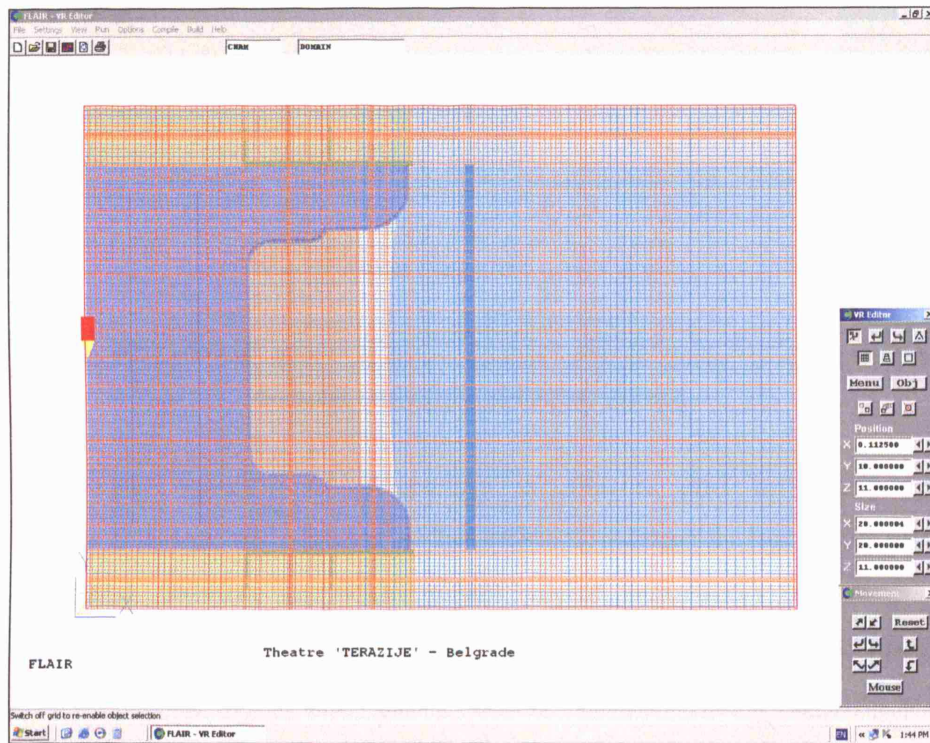 FLAIR - VR Editor
File Settings View Run Options Compile Build Help
CHAM DOMAIN
VR Editor
Menu Obj
Position
X 0.112500
Y 10.000000
Z 11.000000
Size
X 20.000004
Y 20.000000
Z 11.000000
Movement
Reset
Mouse
X
Theatre 'TERAZIJE' - Belgrade
FLAIR
Switch off grid to re-enable object selection
Start FLAIR - VR Editor EN 1:44 PM